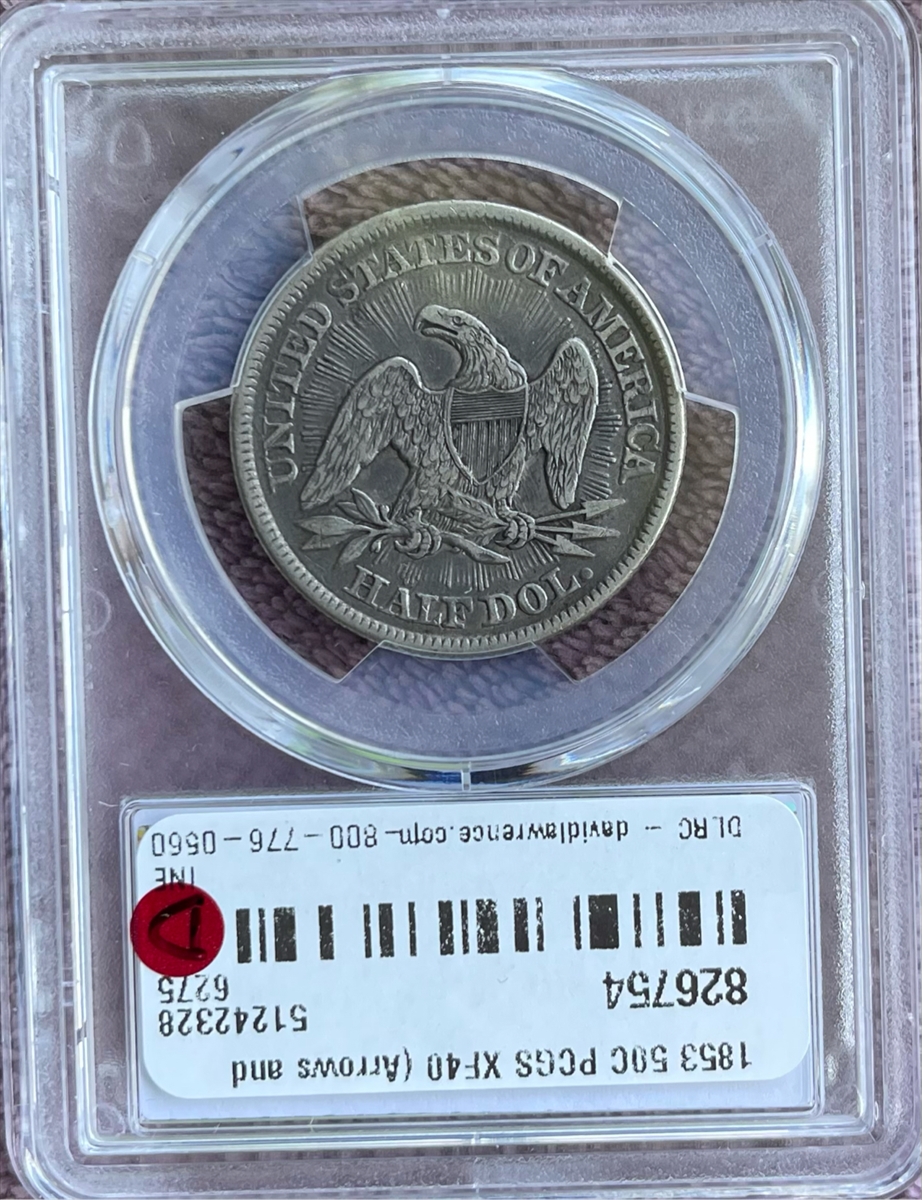 UNITED STATES OF AMERICA
HALF DOL.
1853 50C PCGS XF40 (Arrows and
51242328
6275
826754
INE
DLRC - davidlawrence.com - 800-776-0560
D